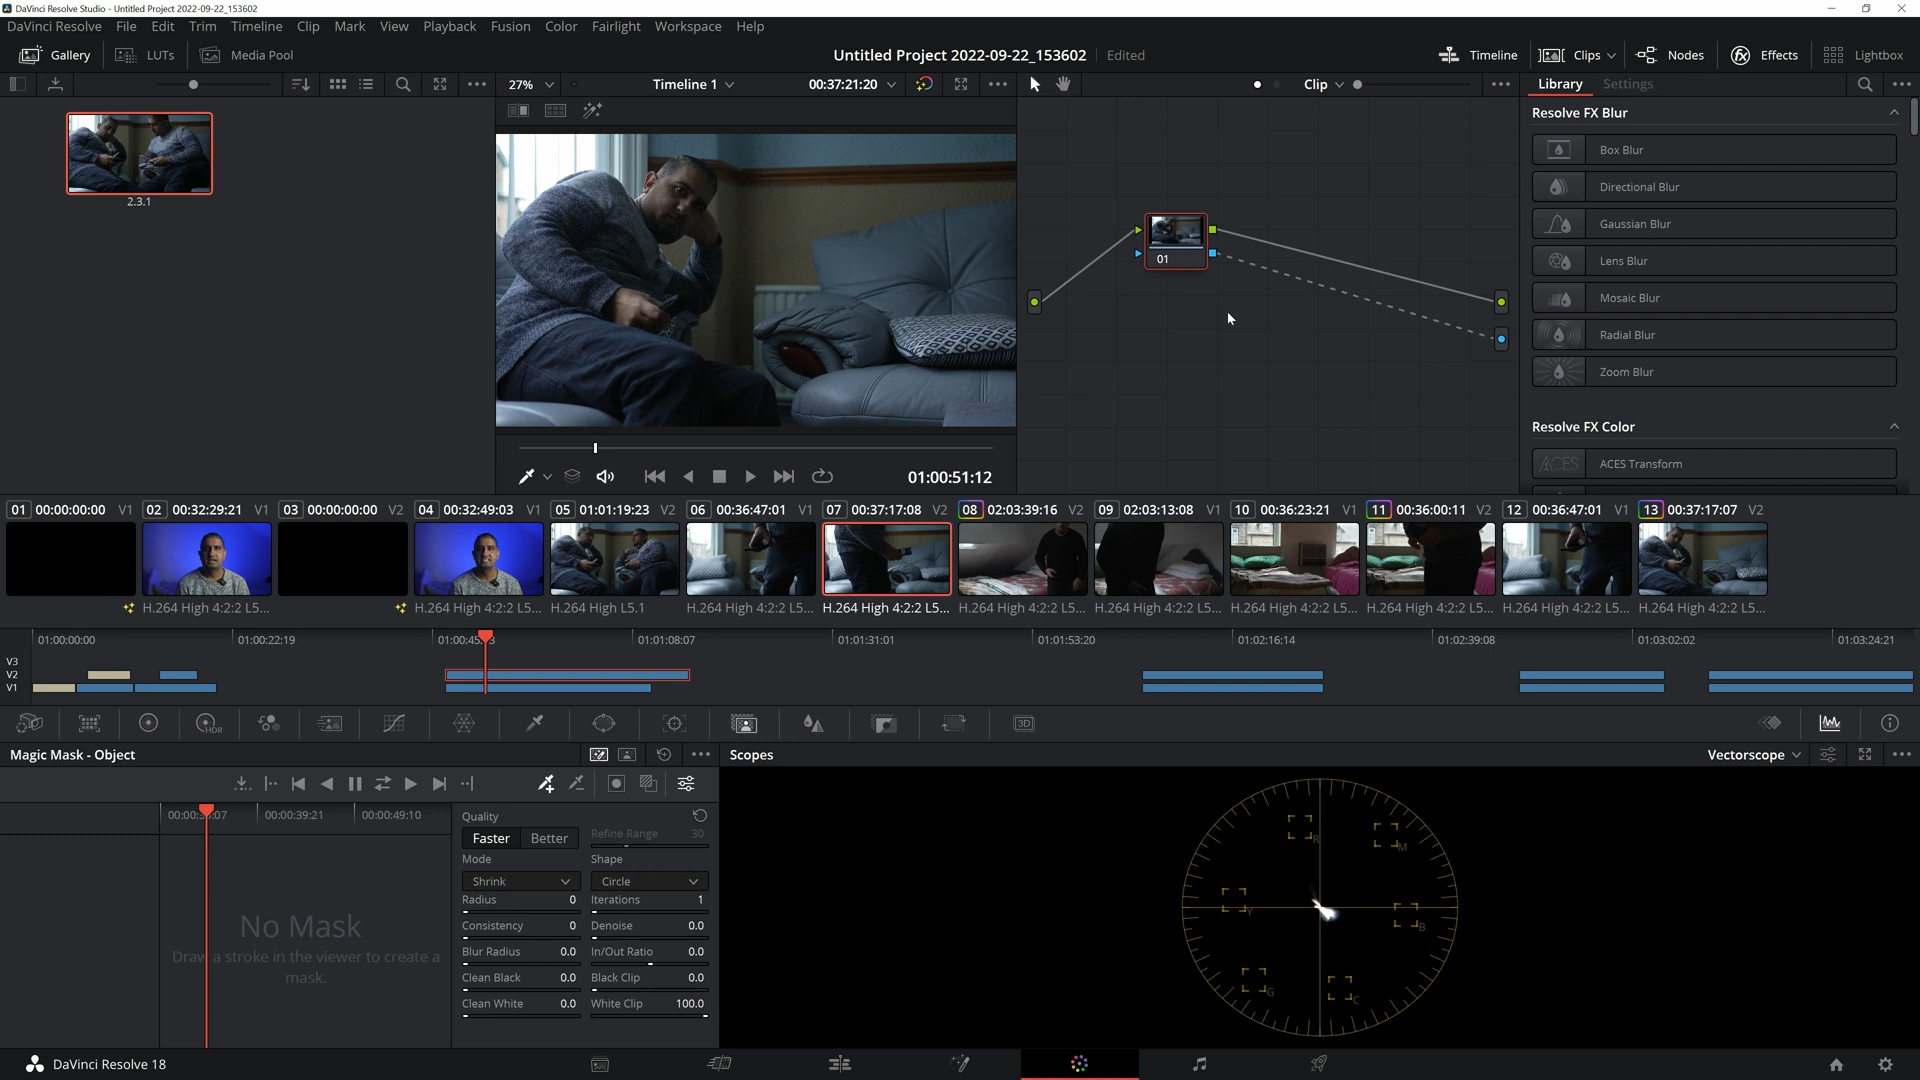 DaVinci Resolve Studio - Untitled Project 2022-09-22_153602
DaVinci Resolve File Edit Trim Timeline Clip Mark View Playback Fusion Color Fairlight Workspace Help
Gallery LUTs Media Pool Untitled Project 2022-09-22_153602 Edited Timeline Clips Nodes Effects Lightbox
27% Timeline 1 00:37:21:20 Clip Library Settings
Resolve FX Blur
Box Blur
Directional Blur
Gaussian Blur
Lens Blur
Mosaic Blur
Radial Blur
Zoom Blur
Resolve FX Color
ACES ACES Transform
2.3.1
01
01:00:51:12
01 00:00:00:00 V1 02 00:32:29:21 V1 03 00:00:00:00 V2 04 00:32:49:03 V1 05 01:01:19:23 V2 06 00:36:47:01 V1 07 00:37:17:08 V2 08 02:03:39:16 V2 09 02:03:13:08 V1 10 00:36:23:21 V1 11 00:36:00:11 V2 12 00:36:47:01 V1 13 00:37:17:07 V2
H.264 High 4:2:2 L5... H.264 High 4:2:2 L5... H.264 High L5.1 H.264 High 4:2:2 L5... H.264 High 4:2:2 L5... H.264 High 4:2:2 L5... H.264 High 4:2:2 L5... H.264 High 4:2:2 L5... H.264 High 4:2:2 L5... H.264 High 4:2:2 L5... H.264 High 4:2:2 L5...
01:00:00:00 01:00:22:19 01:01:08:07 01:01:31:01 01:01:53:20 01:02:16:14 01:02:39:08 01:03:02:02 01:03:24:21
V3
V2
V1
HDR 3D
Magic Mask - Object Scopes Vectorscope
00:00:39:21 00:00:49:10
No Mask
Draw a stroke in the viewer to create a
mask.
Quality
Faster Better Refine Range 30
Mode Shape
Shrink Circle
Radius 0 Iterations 1
Consistency 0 Denoise 0.0
Blur Radius 0.0 In/Out Ratio 0.0
Clean Black 0.0 Black Clip 0.0
Clean White 0.0 White Clip 100.0
R M
Y B
G C
DaVinci Resolve 18